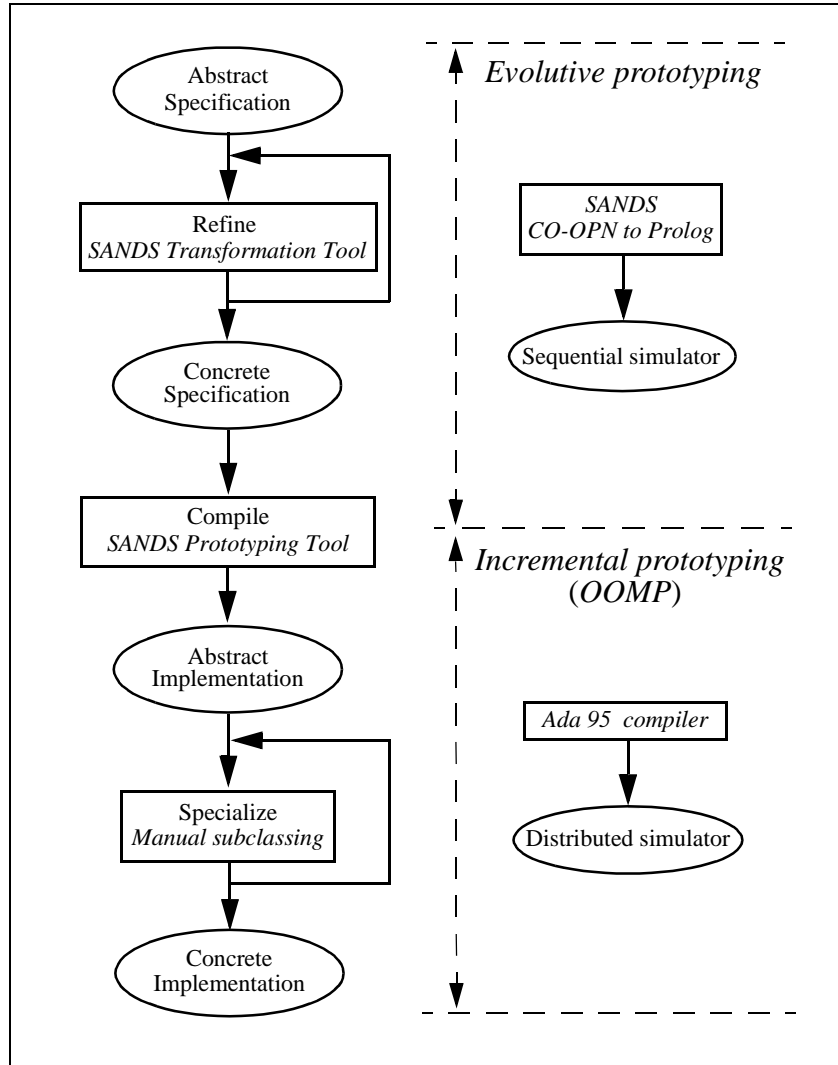 Abstract
Specification
Refine
SANDS Transformation Tool
Concrete
Specification
Compile
SANDS Prototyping Tool
Abstract
Implementation
Specialize
Manual subclassing
Concrete
Implementation
Evolutive prototyping
SANDS
CO-OPN to Prolog
Sequential simulator
Incremental prototyping
(OOMP)
Ada 95 compiler
Distributed simulator